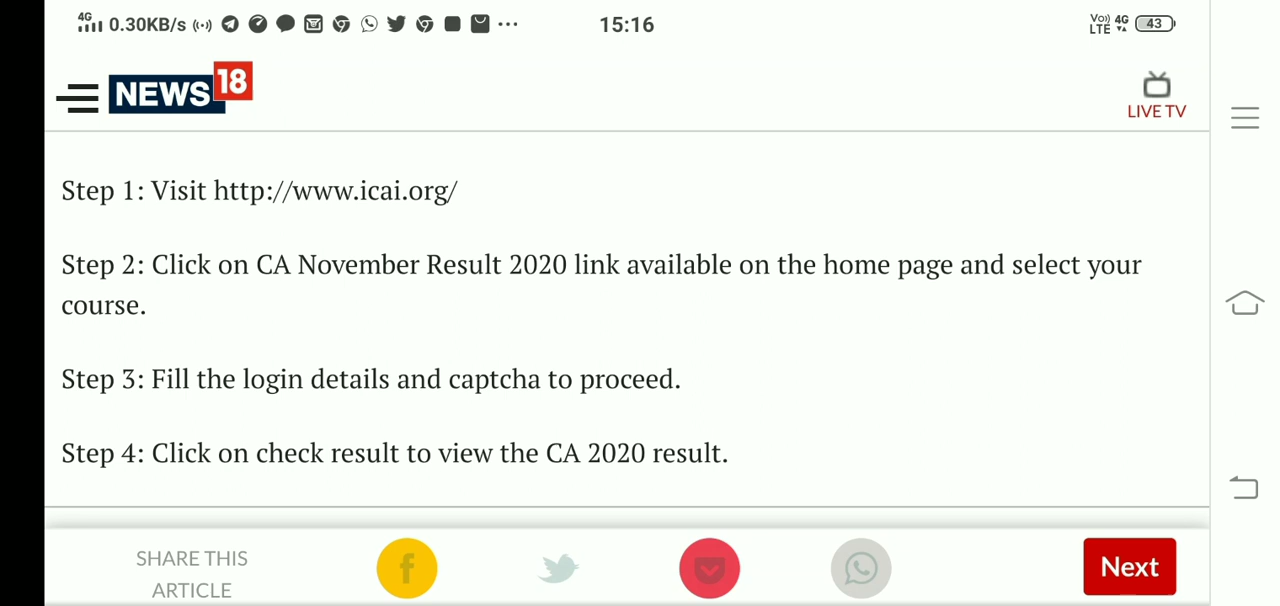 4G 0.30KB/s 15:16 Vo) LTE 4G 43
NEWS 18
LIVE TV
Step 1: Visit http://www.icai.org/
Step 2: Click on CA November Result 2020 link available on the home page and select your
course.
Step 3: Fill the login details and captcha to proceed.
Step 4: Click on check result to view the CA 2020 result.
SHARE THIS
ARTICLE
Next